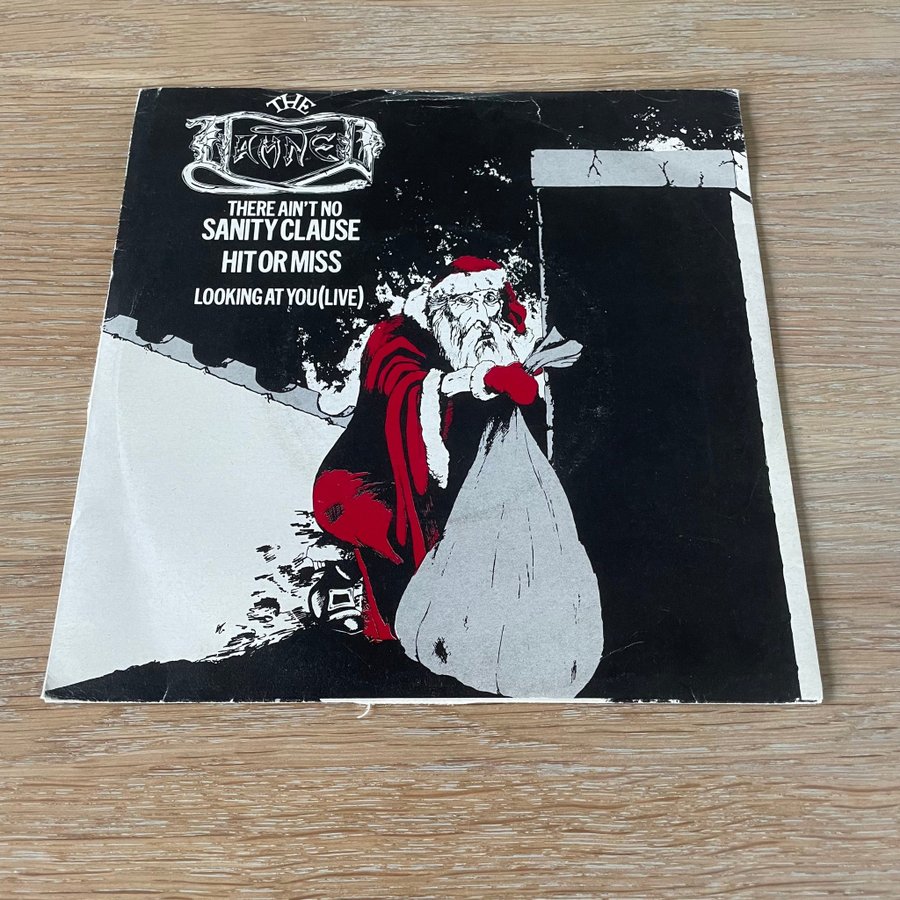 THE
DAMNED
THERE AIN'T NO
SANITY CLAUSE
HIT OR MISS
LOOKING AT YOU(LIVE)